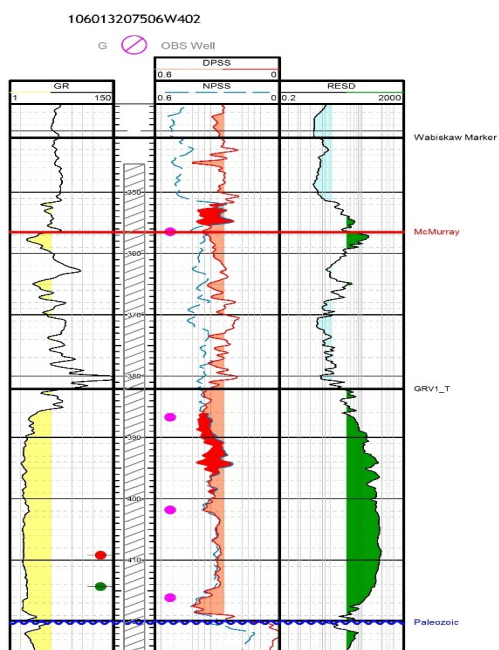 106013207506W402
G OBS Well
DPSS
0.6 0
GR NPSS RESD
1 150 0.6 0 0.2 2000
Wabiskaw Marker
350
McMurray
360
370
380
GRV1_T
390
400
410
Paleozoic